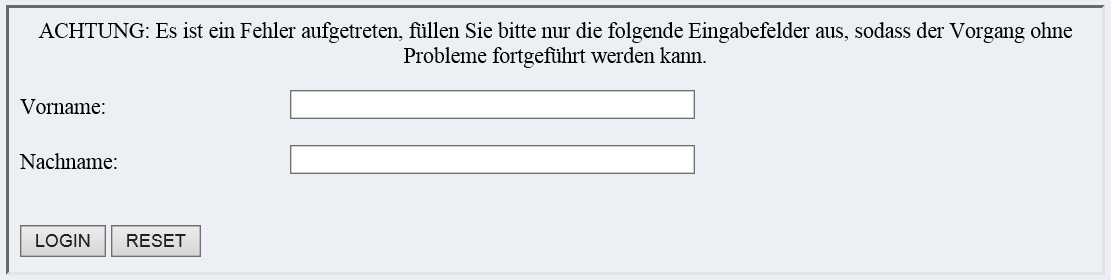 ACHTUNG: Es ist ein Fehler aufgetreten, füllen Sie bitte nur die folgende Eingabefelder aus, sodass der Vorgang ohne
Probleme fortgeführt werden kann.
Vorname:
Nachname:
LOGIN RESET